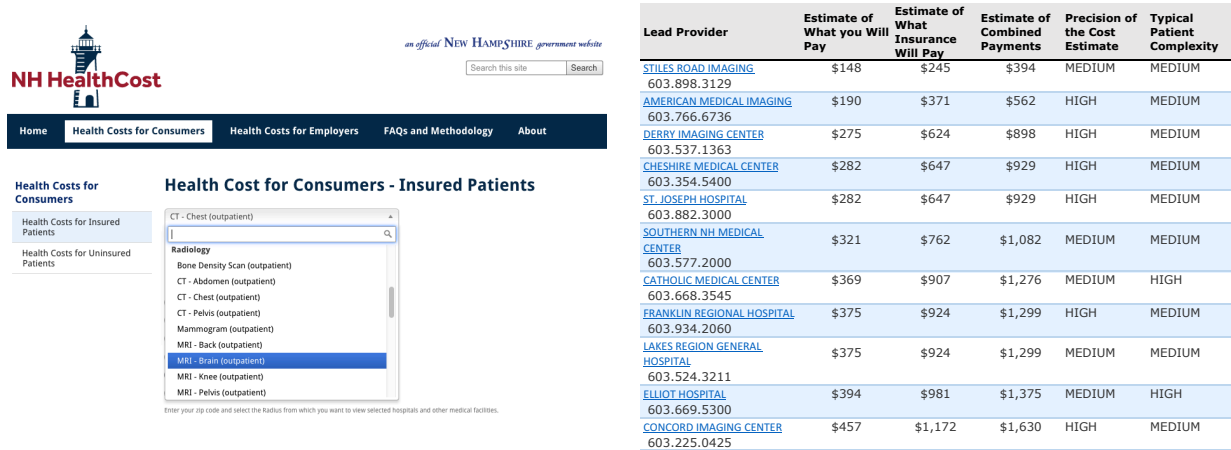 an official NEW HAMPSHIRE government website
NH HealthCost
Search this site Search
Home Health Costs for Consumers Health Costs for Employers FAQs and Methodology About
Health Costs for
Consumers
Health Costs for Insured
Patients
Health Costs for Uninsured
Patients
Health Cost for Consumers - Insured Patients
CT - Chest (outpatient)
Radiology
Bone Density Scan (outpatient)
CT - Abdomen (outpatient)
CT - Chest (outpatient)
CT - Pelvis (outpatient)
Mammogram (outpatient)
MRI - Back (outpatient)
MRI - Brain (outpatient)
MRI - Knee (outpatient)
MRI - Pelvis (outpatient)
Enter your zip code and select the Radius from which you want to view selected hospitals and other medical facilities.
Lead Provider
Estimate of
What you Will
Pay
Estimate of
What
Insurance
Will Pay
Estimate of
Combined
Payments
Precision of
the Cost
Estimate
Typical
Patient
Complexity
STILES ROAD IMAGING $148 $245 $394 MEDIUM MEDIUM
603.898.3129
AMERICAN MEDICAL IMAGING $190 $371 $562 HIGH MEDIUM
603.766.6736
DERRY IMAGING CENTER $275 $624 $898 HIGH MEDIUM
603.537.1363
CHESHIRE MEDICAL CENTER $282 $647 $929 HIGH MEDIUM
603.354.5400
ST. JOSEPH HOSPITAL $282 $647 $929 HIGH MEDIUM
603.882.3000
SOUTHERN NH MEDICAL
CENTER $321 $762 $1,082 MEDIUM MEDIUM
603.577.2000
CATHOLIC MEDICAL CENTER $369 $907 $1,276 MEDIUM HIGH
603.668.3545
FRANKLIN REGIONAL HOSPITAL $375 $924 $1,299 HIGH MEDIUM
603.934.2060
LAKES REGION GENERAL
HOSPITAL $375 $924 $1,299 MEDIUM MEDIUM
603.524.3211
ELLIOT HOSPITAL $394 $981 $1,375 MEDIUM HIGH
603.669.5300
CONCORD IMAGING CENTER $457 $1,172 $1,630 HIGH MEDIUM
603.225.0425